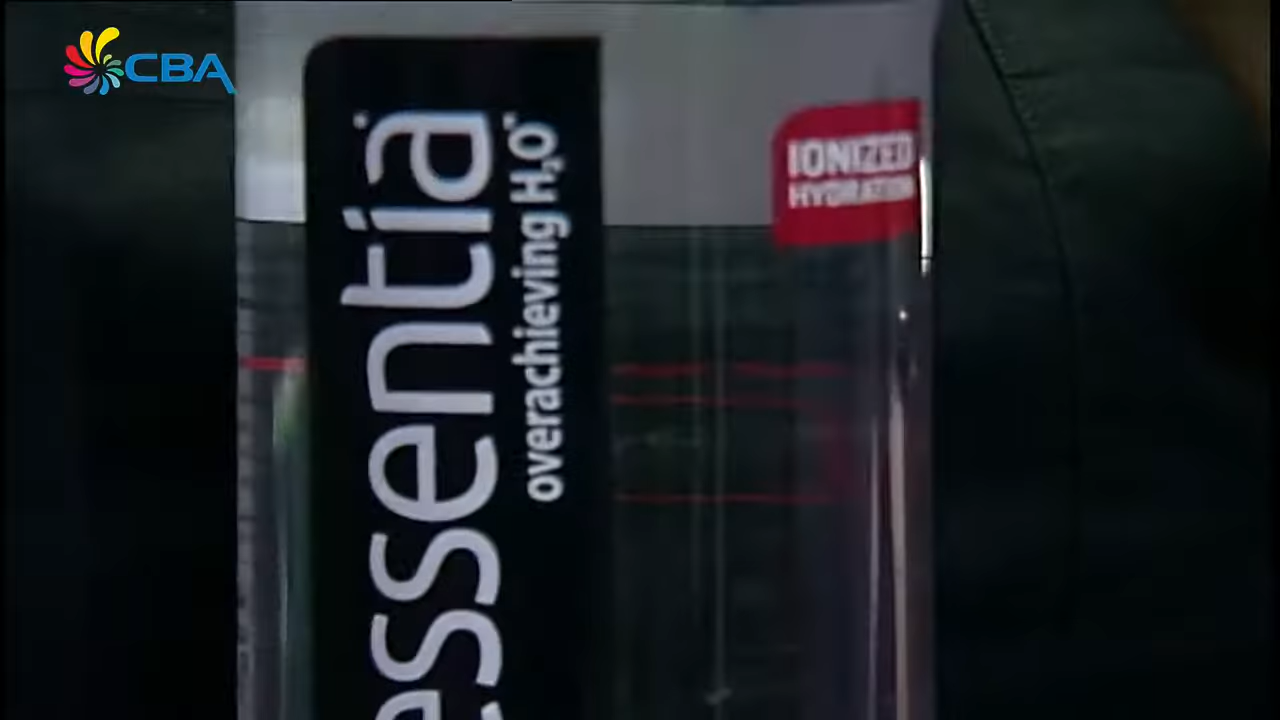 CBA
essentia
overachieving H₂O
IONIZED
HYDRATION